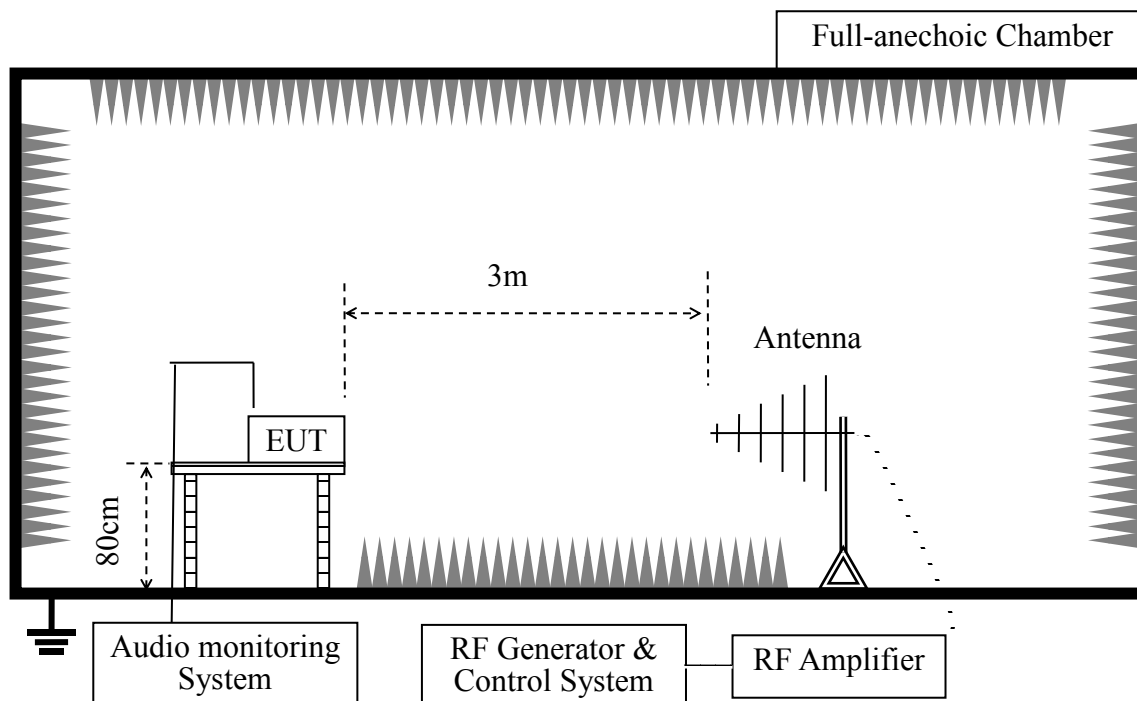 Full-anechoic Chamber
3m
Antenna
EUT
80cm
Audio monitoring
System
RF Generator &
Control System
RF Amplifier